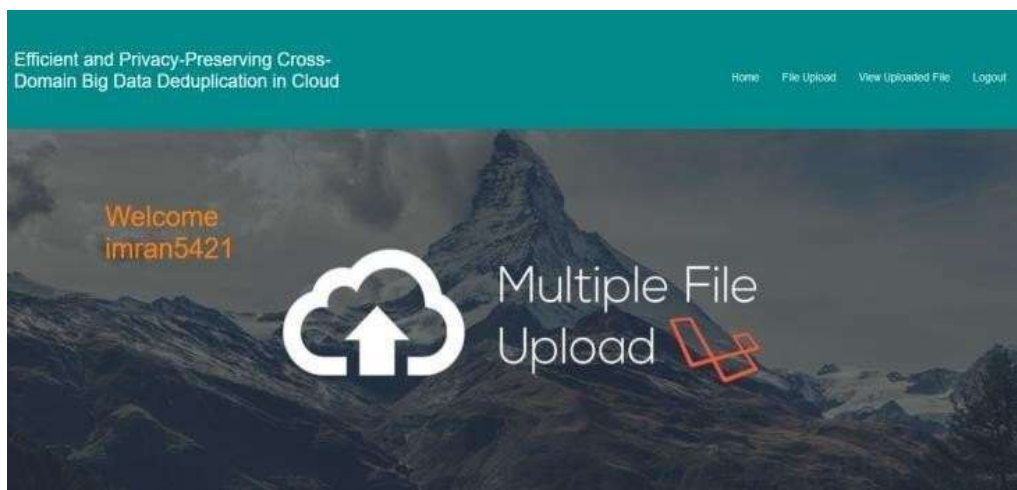 Efficient and Privacy-Preserving Cross-
Domain Big Data Deduplication in Cloud
Home File Upload View Uploaded File Logout
Welcome
imran5421
Multiple File
Upload